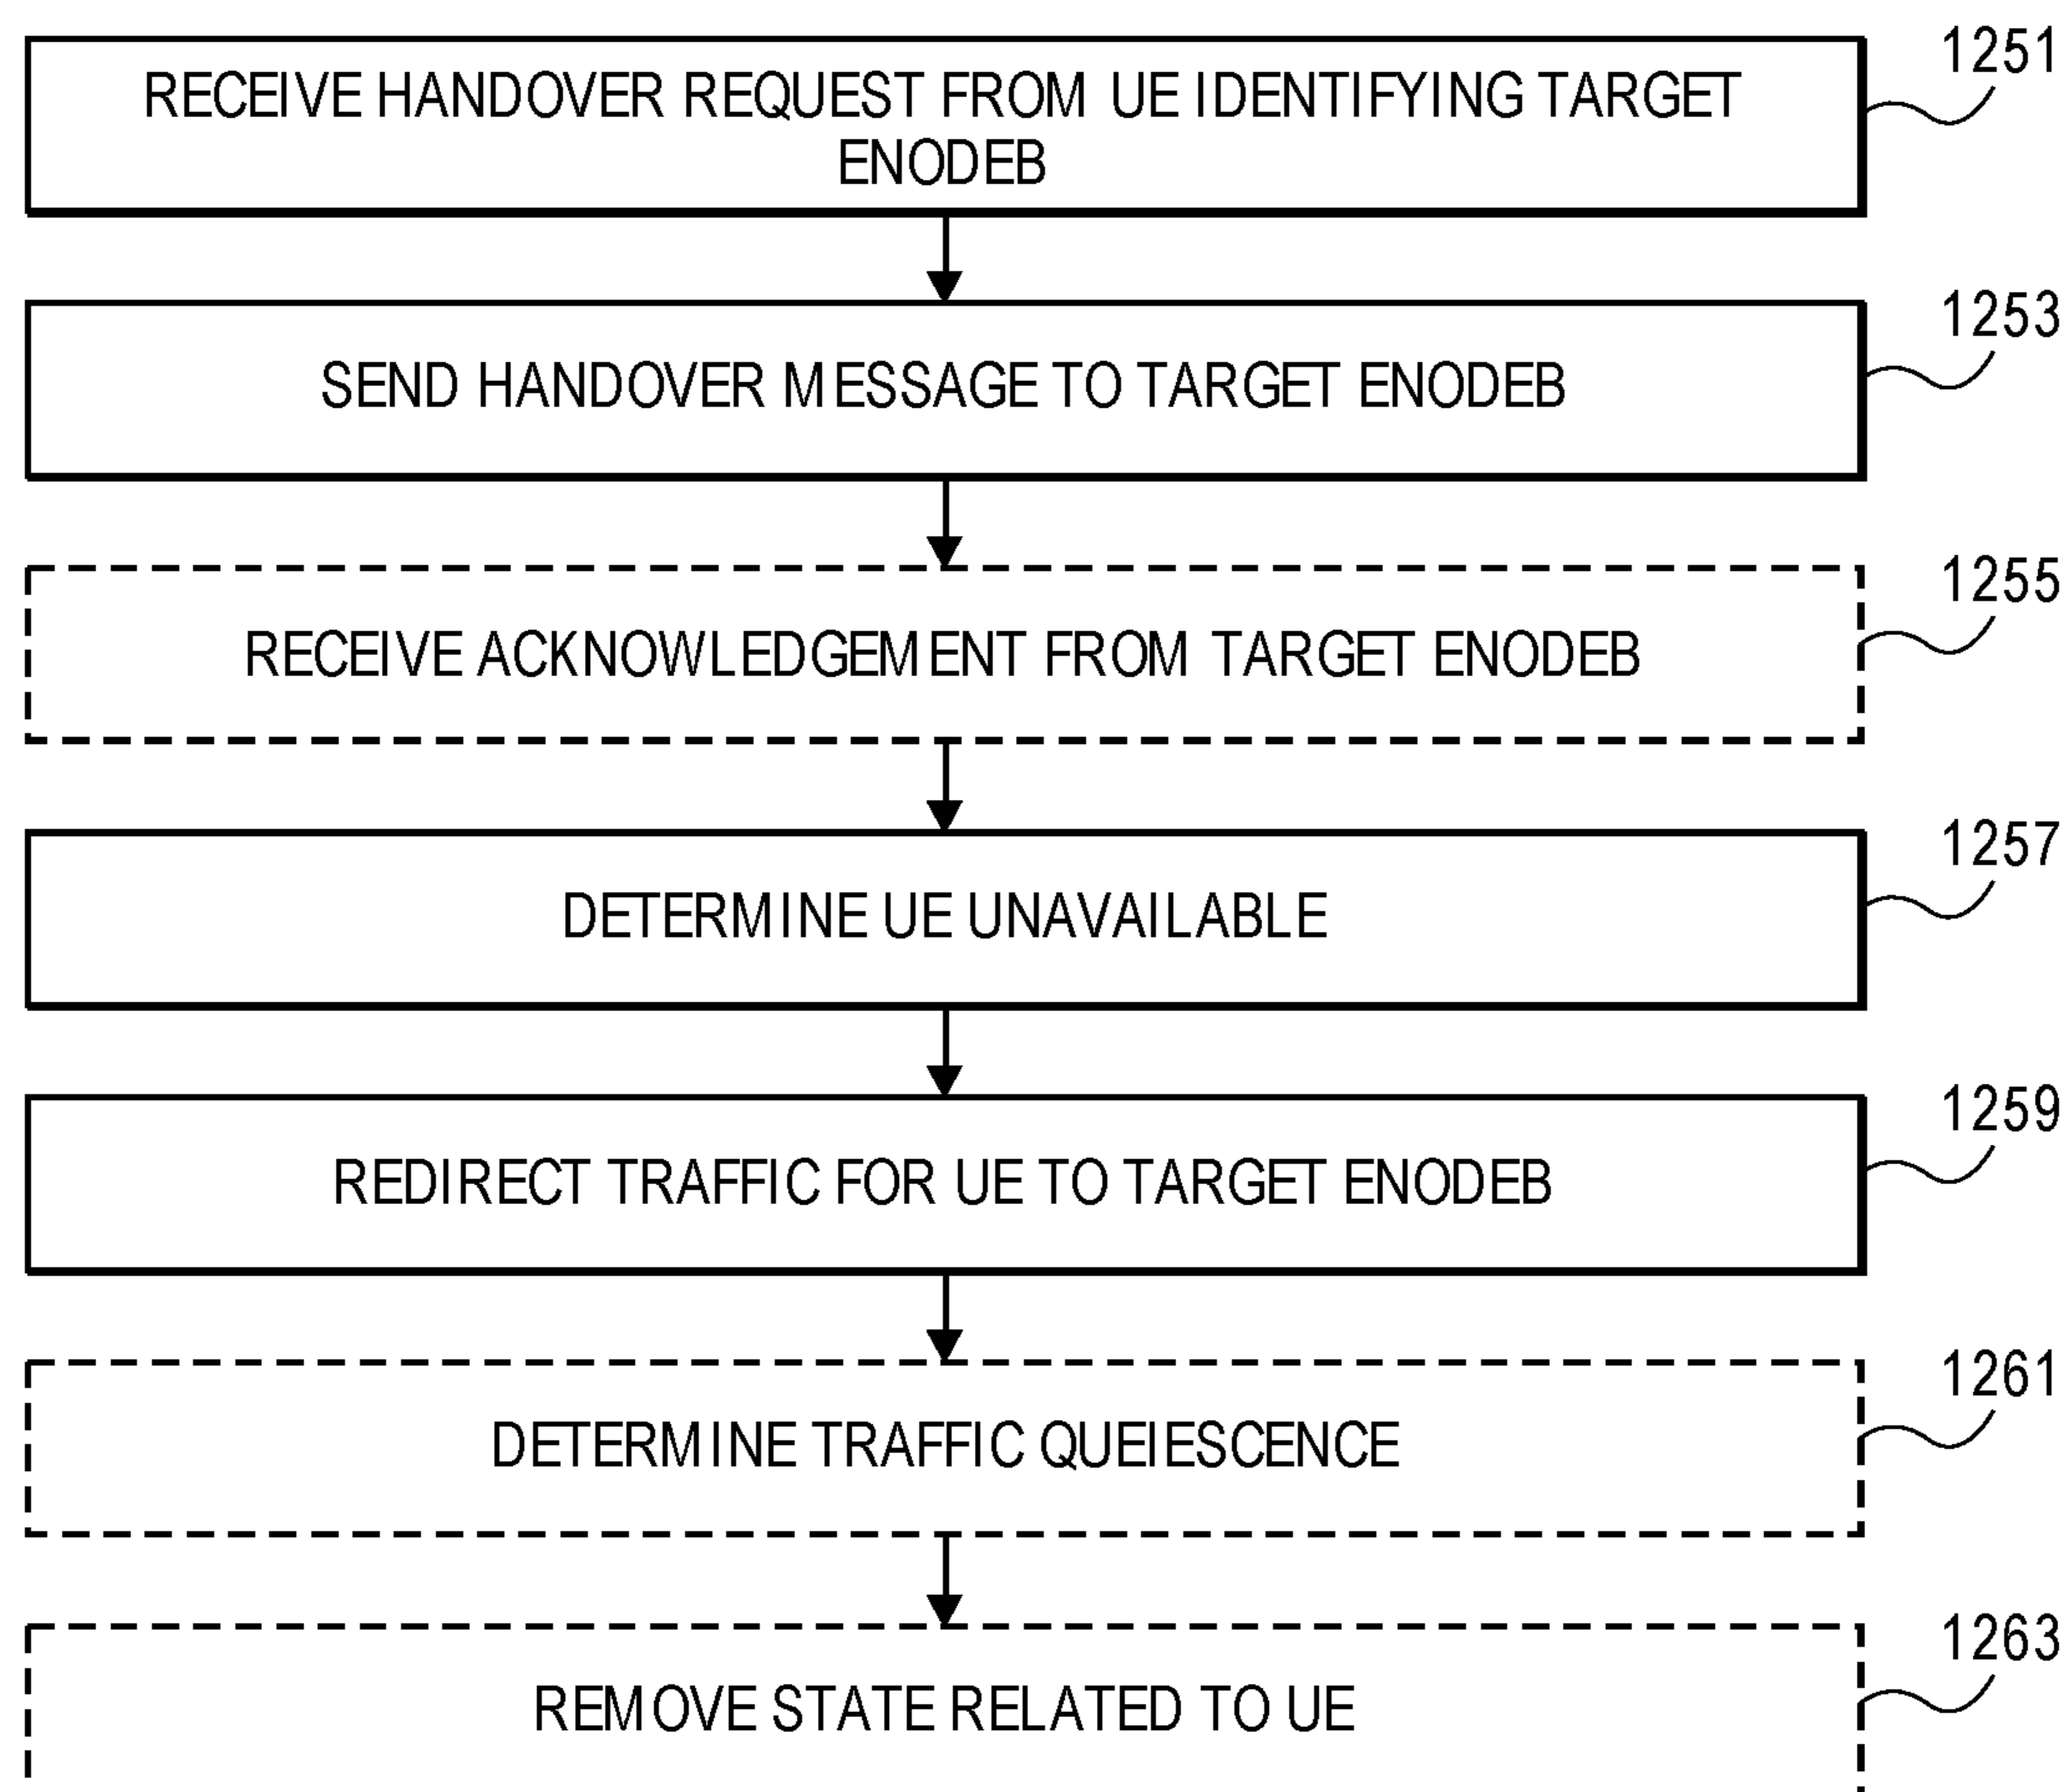 RECEIVE HANDOVER REQUEST FROM UE IDENTIFYING TARGET
ENODEB
1251
SEND HANDOVER MESSAGE TO TARGET ENODEB
1253
RECEIVE ACKNOWLEDGEMENT FROM TARGET ENODEB
1255
DETERMINE UE UNAVAILABLE
1257
REDIRECT TRAFFIC FOR UE TO TARGET ENODEB
1259
DETERMINE TRAFFIC QUEIESCENCE
1261
REMOVE STATE RELATED TO UE
1263